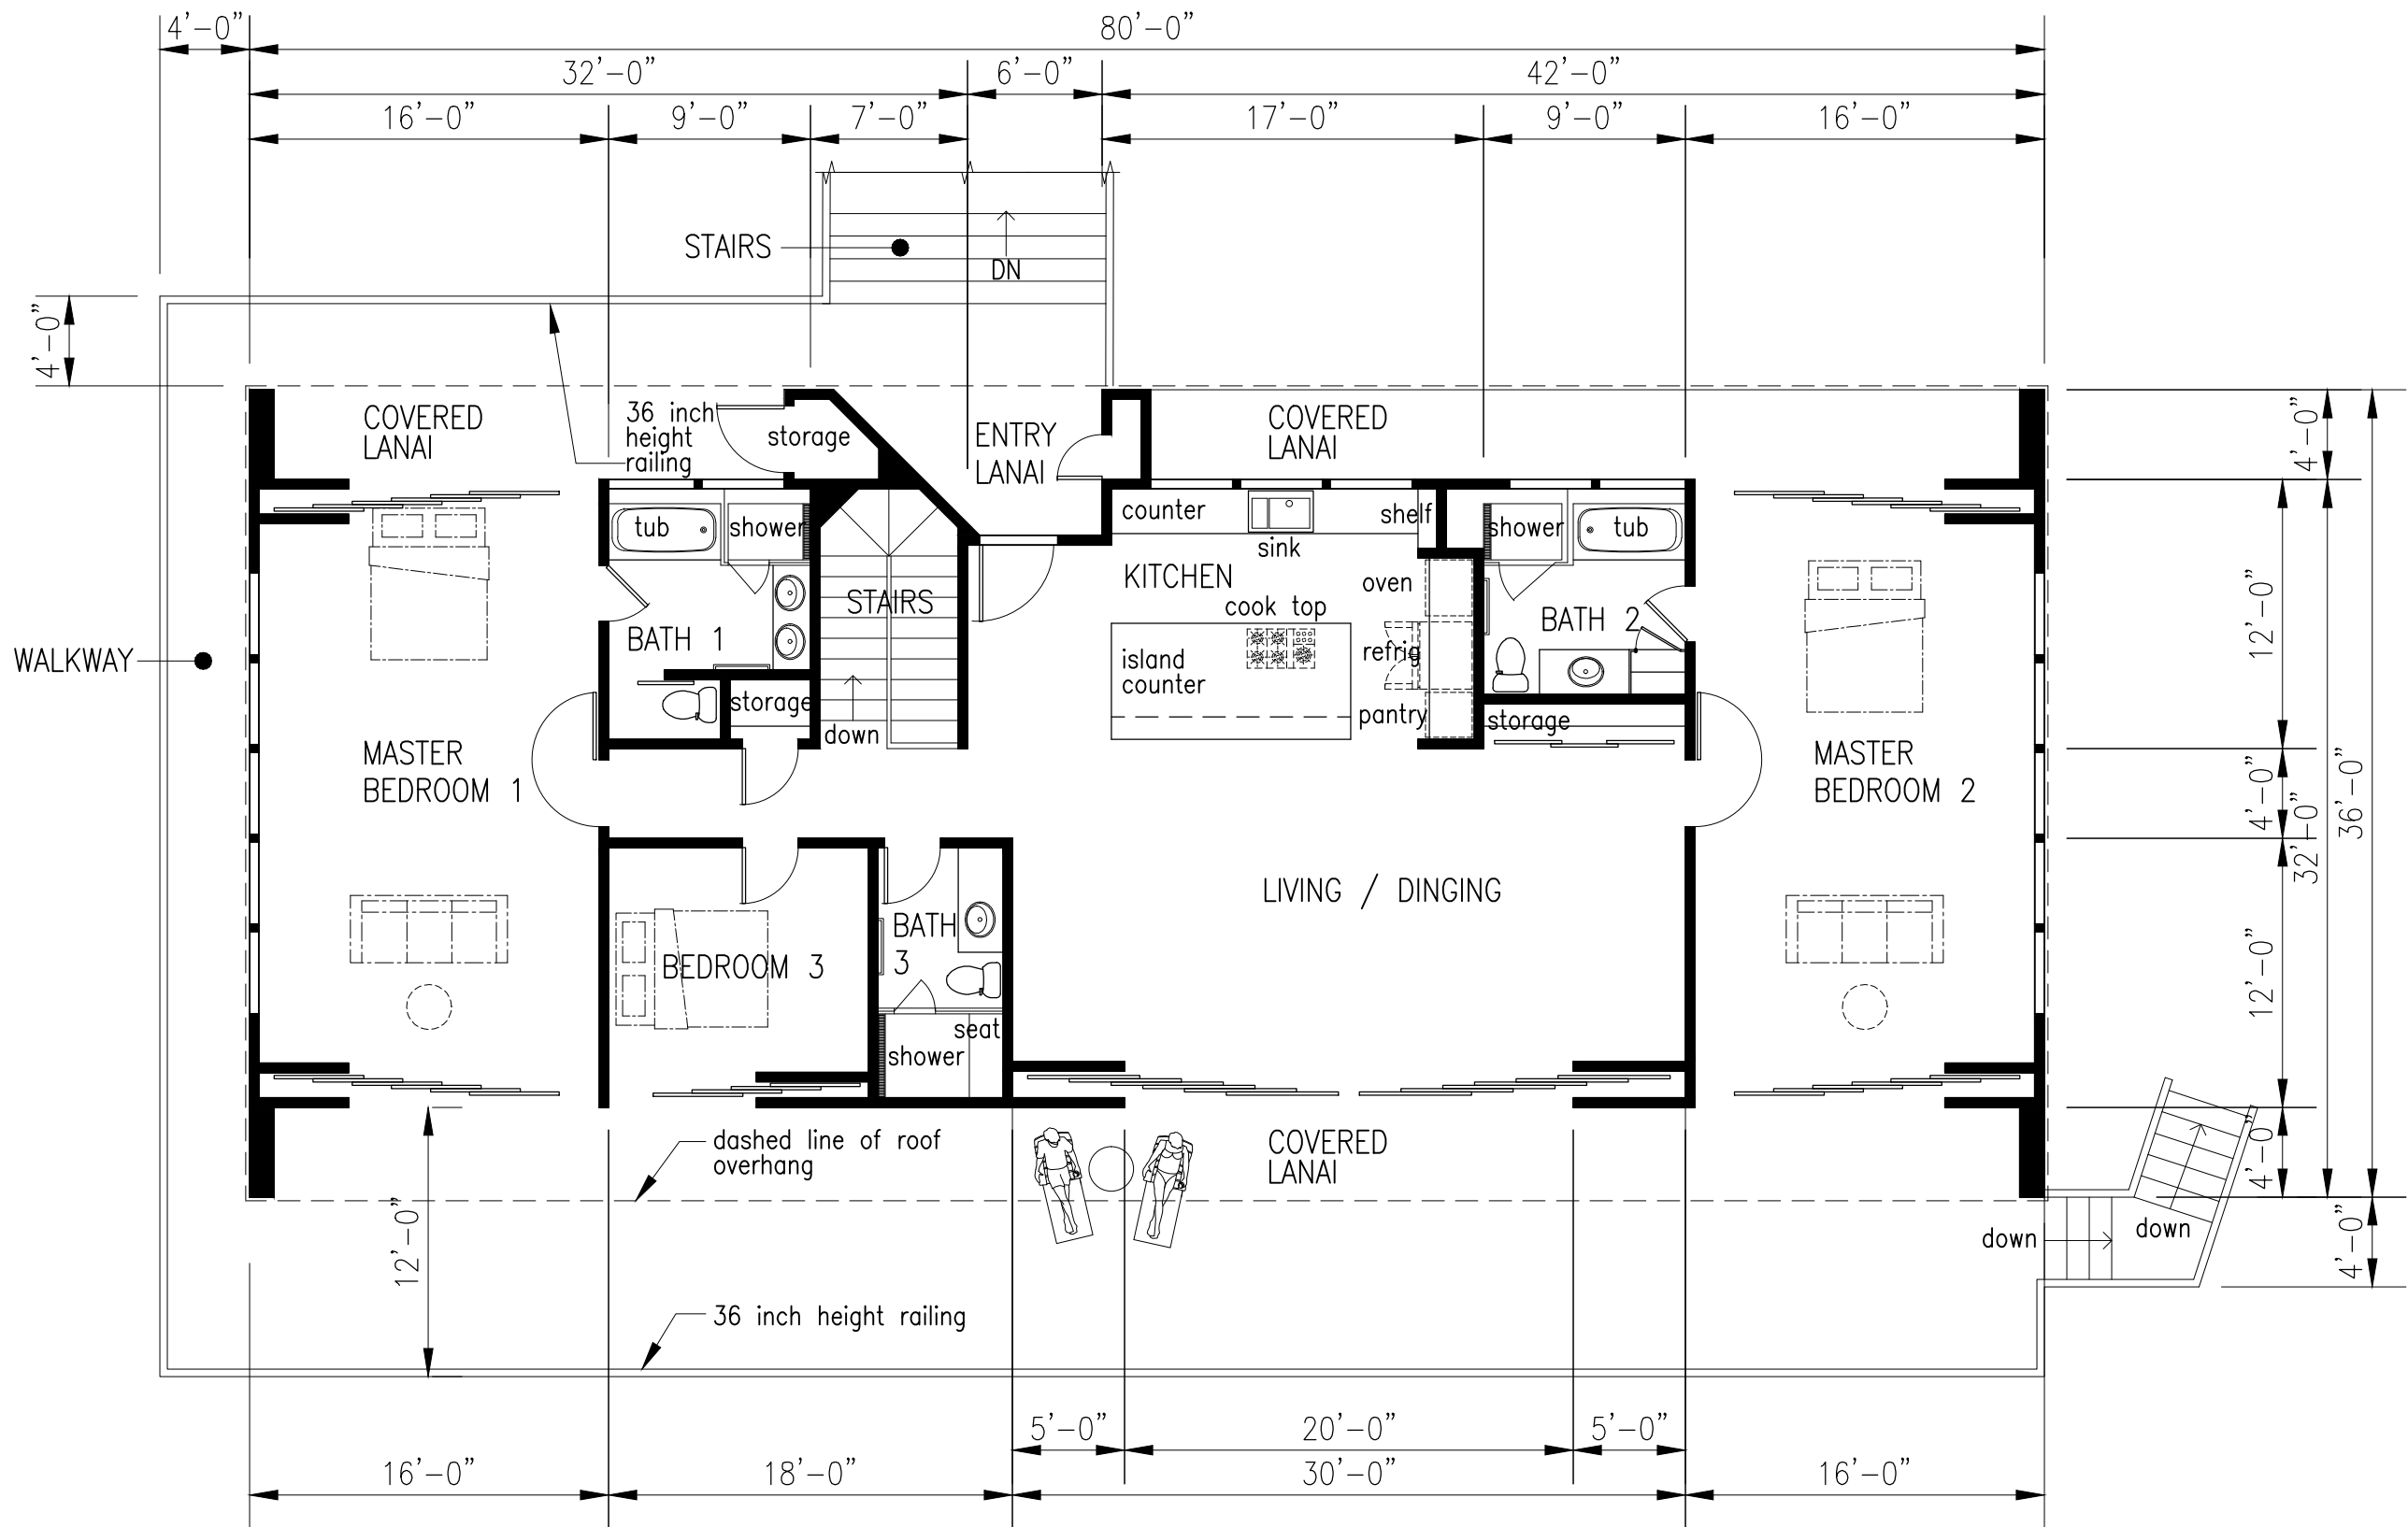 4'-0"
80'-0"
32'-0"
6'-0"
42'-0"
16'-0"
9'-0"
7'-0"
17'-0"
9'-0"
16'-0"
STAIRS
DN
4'-0"
COVERED
LANAI
36 inch
height
railing
storage
ENTRY
LANAI
COVERED
LANAI
4'-0"
tub
shower
counter
shelf
sink
shower
tub
KITCHEN
oven
cook top
STAIRS
BATH 1
BATH 2
12'-0"
WALKWAY
island
counter
refrig
storage
pantry
storage
down
MASTER
BEDROOM 1
MASTER
BEDROOM 2
4'-0"
32'-0"
36'-0"
LIVING / DINGING
BATH
3
BEDROOM 3
12'-0"
seat
shower
dashed line of roof
overhang
COVERED
LANAI
4'-0"
12'-0"
down
down
4'-0"
36 inch height railing
5'-0"
20'-0"
5'-0"
16'-0"
18'-0"
30'-0"
16'-0"